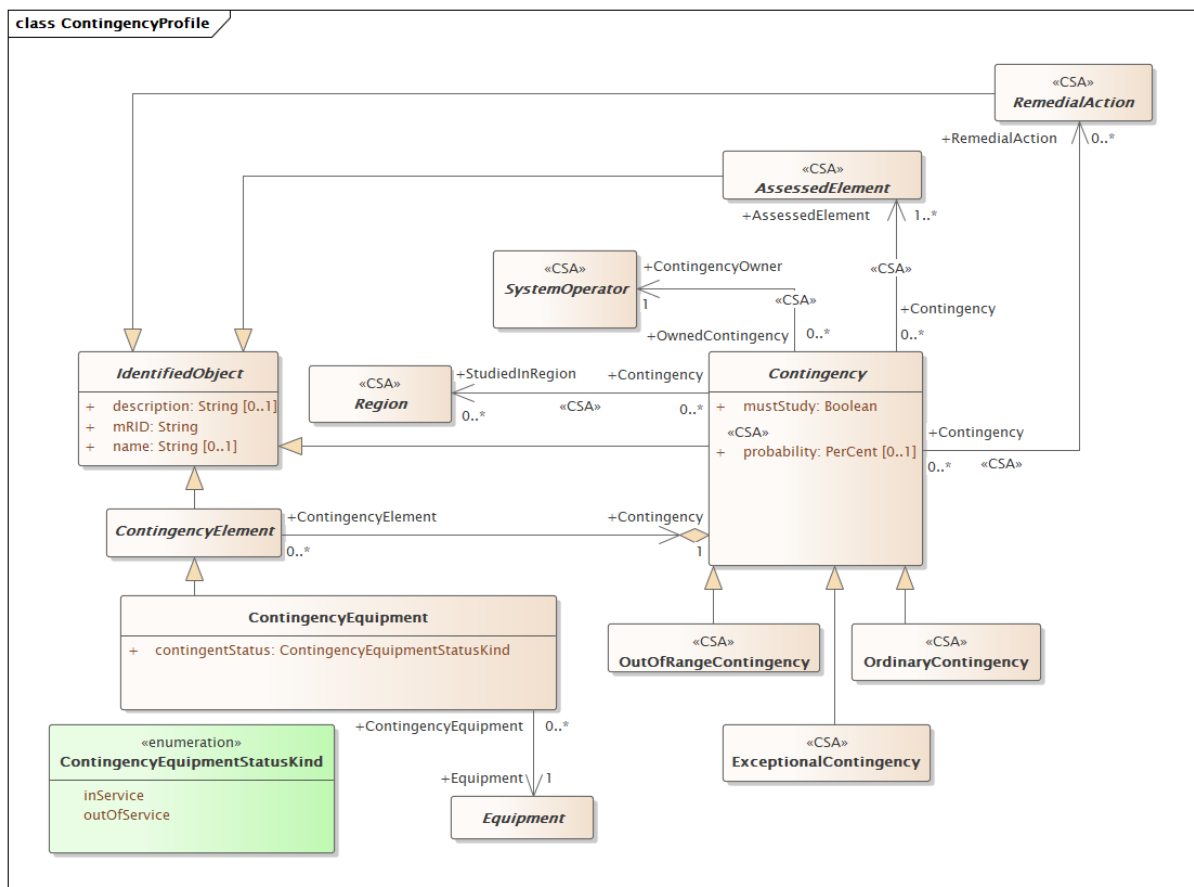 class ContingencyProfile
«CSA»
RemedialAction
+RemedialAction 0..*
«CSA»
AssessedElement
+AssessedElement 1..*
«CSA»
SystemOperator
+ContingencyOwner
1
«CSA»
«CSA»
+OwnedContingency 0..*
+Contingency
0..*
IdentifiedObject
+ description: String [0..1]
+ mRID: String
+ name: String [0..1]
«CSA»
Region
+StudiedInRegion +Contingency
0..* «CSA» 0..*
Contingency
+ mustStudy: Boolean
«CSA»
+ probability: PerCent [0..1]
+Contingency
0..* «CSA»
ContingencyElement
+ContingencyElement +Contingency
0..* 1
ContingencyEquipment
+ contingentStatus: ContingencyEquipmentStatusKind
«CSA»
OutOfRangeContingency
«CSA»
OrdinaryContingency
+ContingencyEquipment 0..*
«enumeration»
ContingencyEquipmentStatusKind
inService
outOfService
«CSA»
ExceptionalContingency
+Equipment 1
Equipment